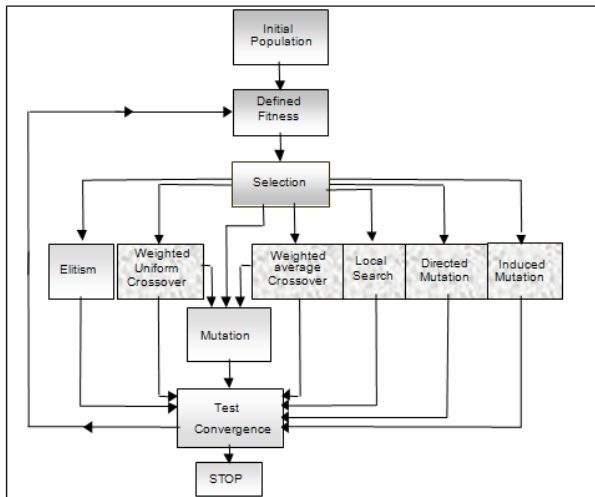 Initial
Population
Defined
Fitness
Selection
Elitism
Weighted
Uniform
Crossover
Weighted
average
Crossover
Local
Search
Directed
Mutation
Induced
Mutation
Mutation
Test
Convergence
STOP